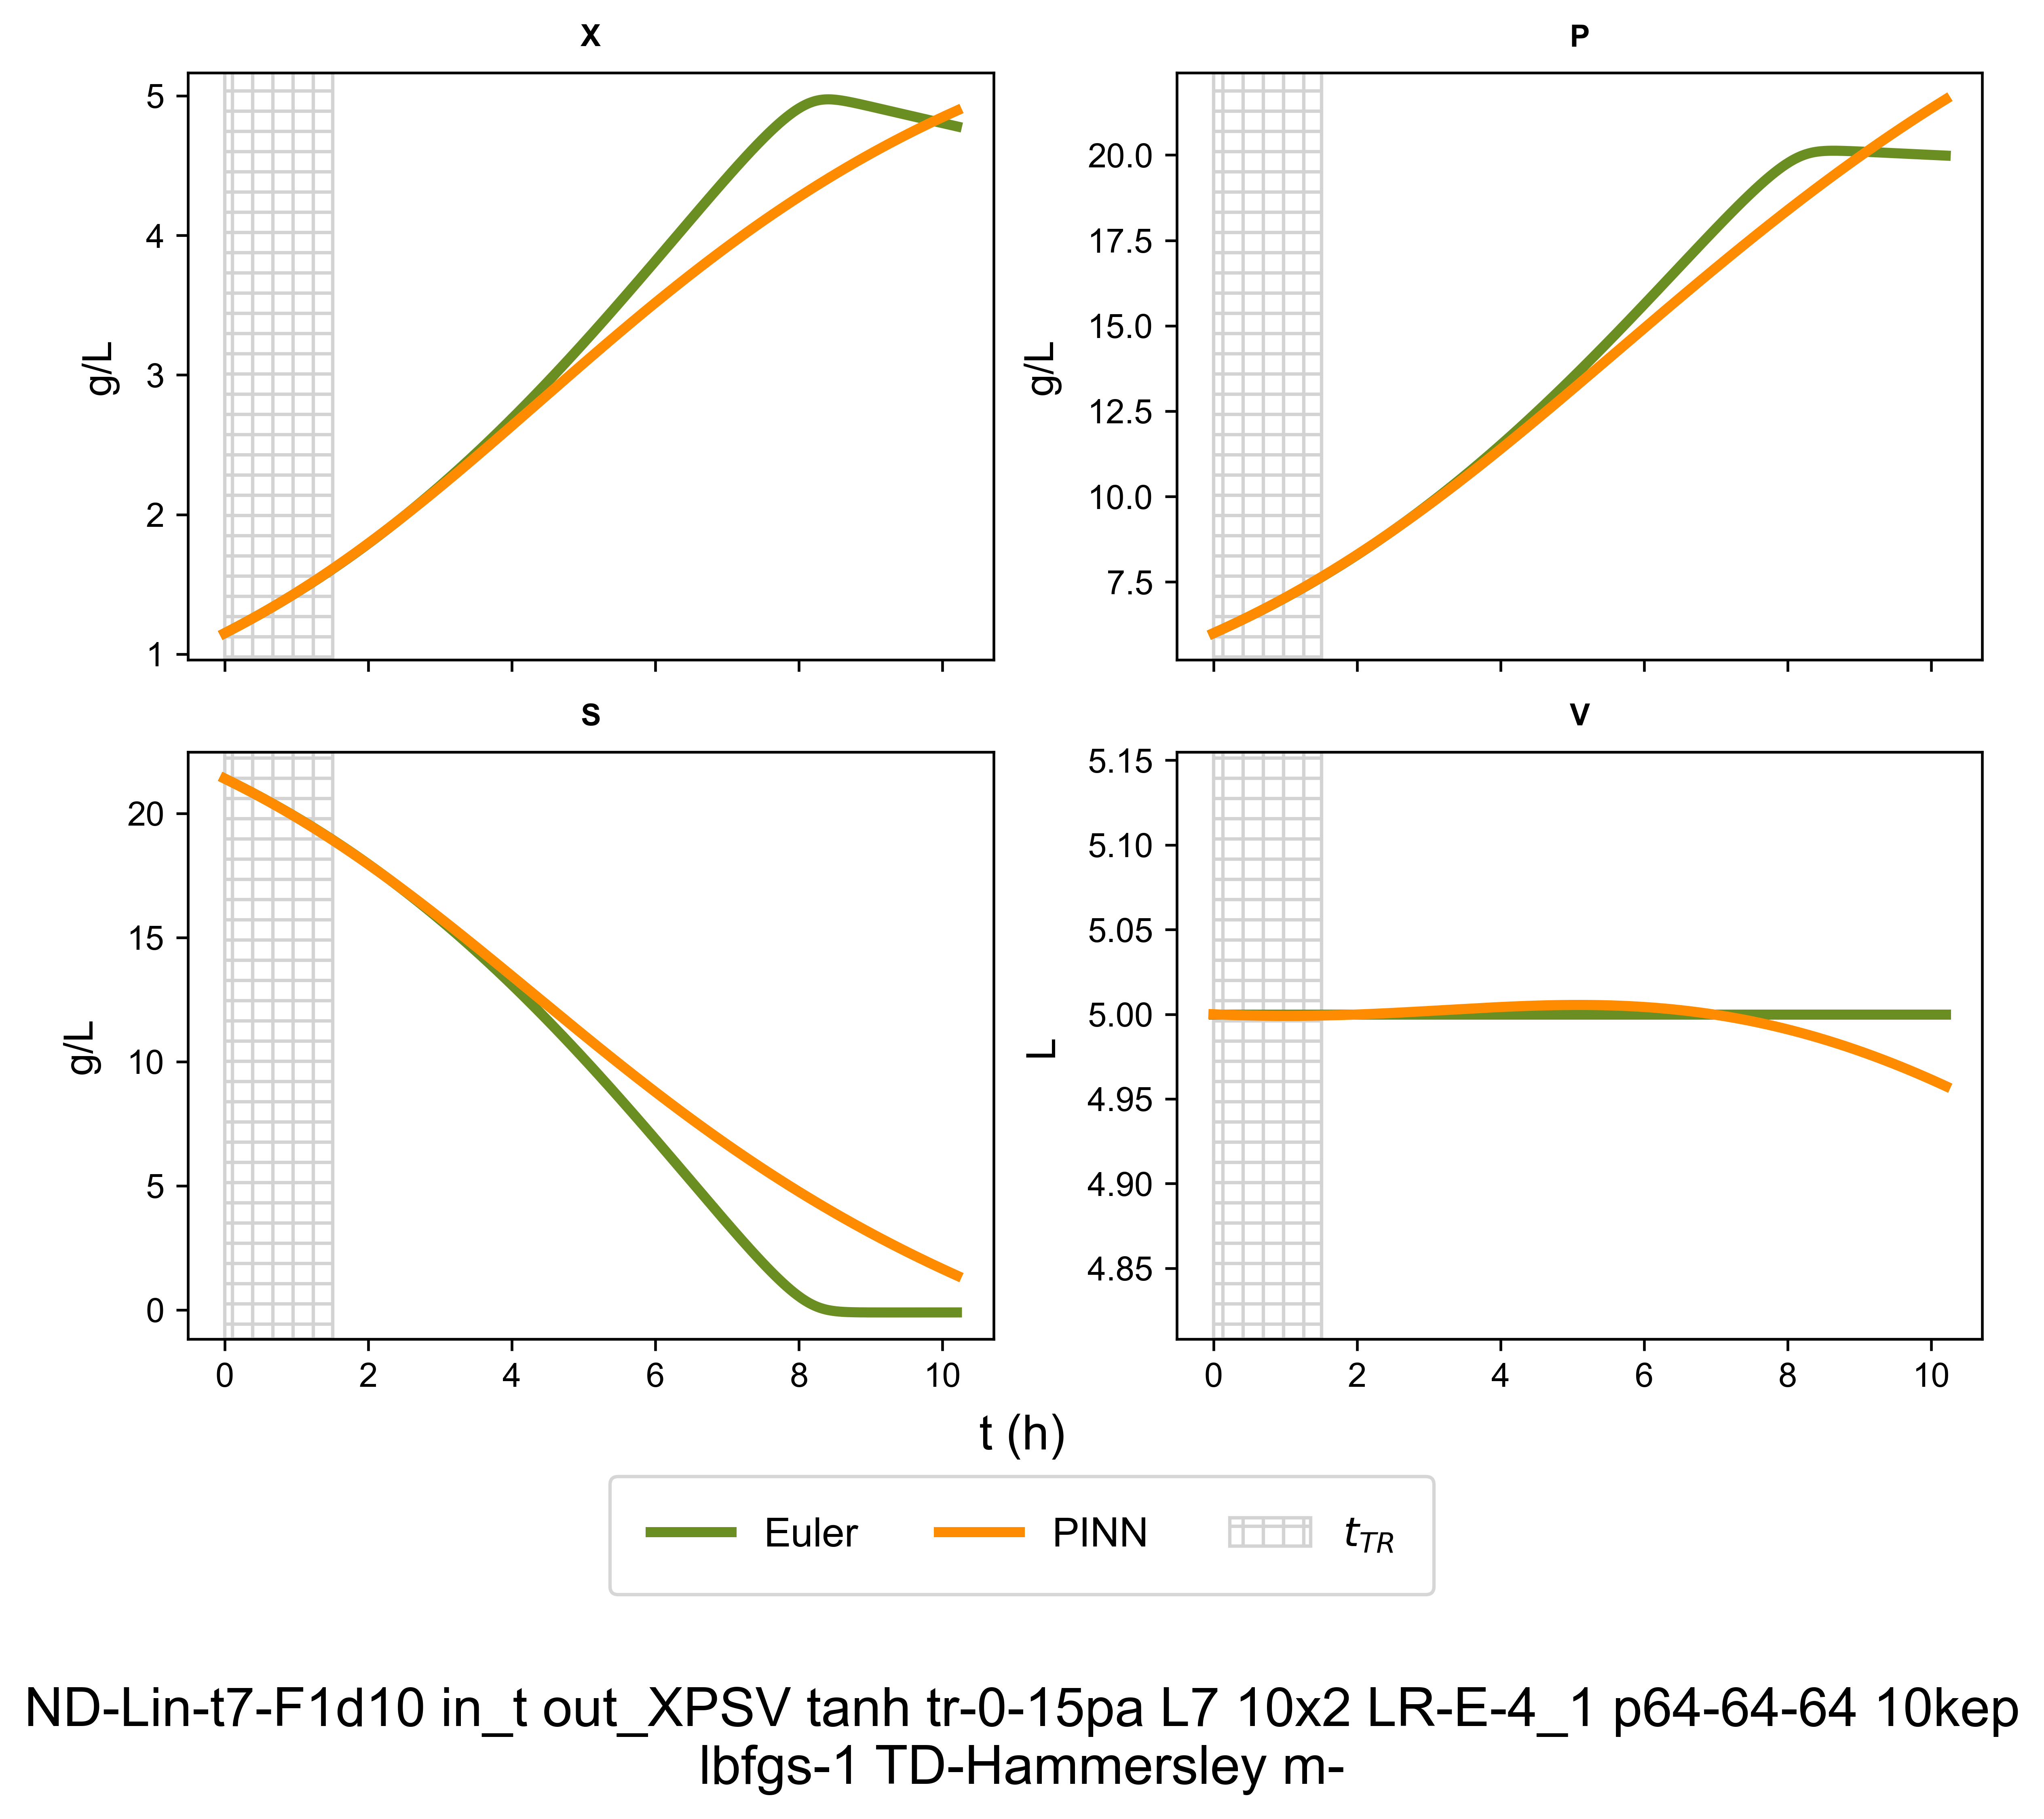 X
5
4
3
2
1
g/L
P
20.0
17.5
15.0
12.5
10.0
7.5
g/L
S
20
15
10
5
0
g/L
0 2 4 6 8 10
V
5.15
5.10
5.05
5.00
4.95
4.90
4.85
L
0 2 4 6 8 10
t (h)
Euler PINN t_TR
ND-Lin-t7-F1d10 in_t out_XPSV tanh tr-0-15pa L7 10x2 LR-E-4_1 p64-64-64 10kep
lbfgs-1 TD-Hammersley m-